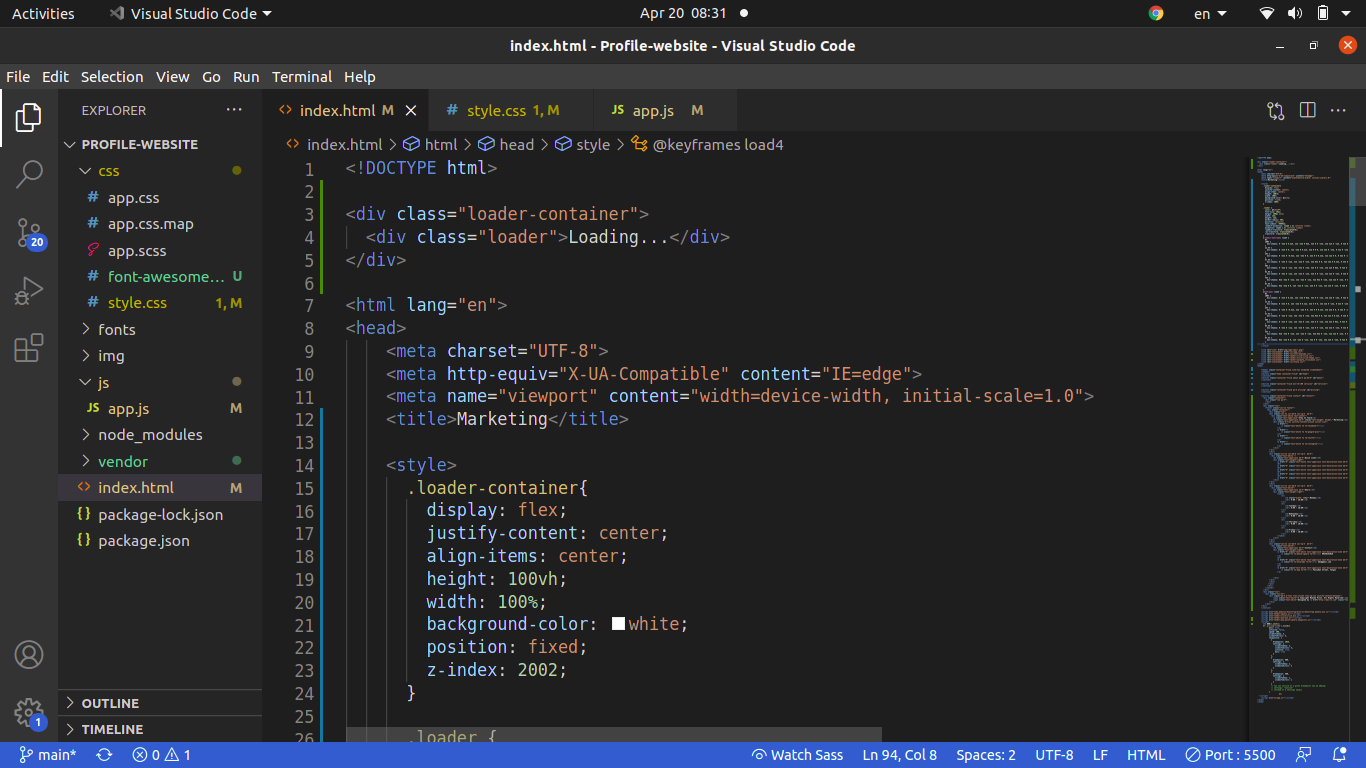 Activities Visual Studio Code Apr 20 08:31 en
index.html - Profile-website - Visual Studio Code
File Edit Selection View Go Run Terminal Help
EXPLORER
PROFILE-WEBSITE
css
# app.css
# app.css.map
app.scss
# font-awesome... U
# style.css 1, M
fonts
img
js
JS app.js M
node_modules
vendor
<> index.html M
{} package-lock.json
{} package.json
OUTLINE
TIMELINE
20
1
<> index.html M # style.css 1, M JS app.js M
<> index.html > html > head > style > @keyframes load4
1 <!DOCTYPE html>
2
3 <div class="loader-container">
4 <div class="loader">Loading...</div>
5 </div>
6
7 <html lang="en">
8 <head>
9 <meta charset="UTF-8">
10 <meta http-equiv="X-UA-Compatible" content="IE=edge">
11 <meta name="viewport" content="width=device-width, initial-scale=1.0">
12 <title>Marketing</title>
13
14 <style>
15 .loader-container{
16 display: flex;
17 justify-content: center;
18 align-items: center;
19 height: 100vh;
20 width: 100%;
21 background-color: white;
22 position: fixed;
23 z-index: 2002;
24 }
25
26 .loader {
main* 0 1 Watch Sass Ln 94, Col 8 Spaces: 2 UTF-8 LF HTML Port : 5500